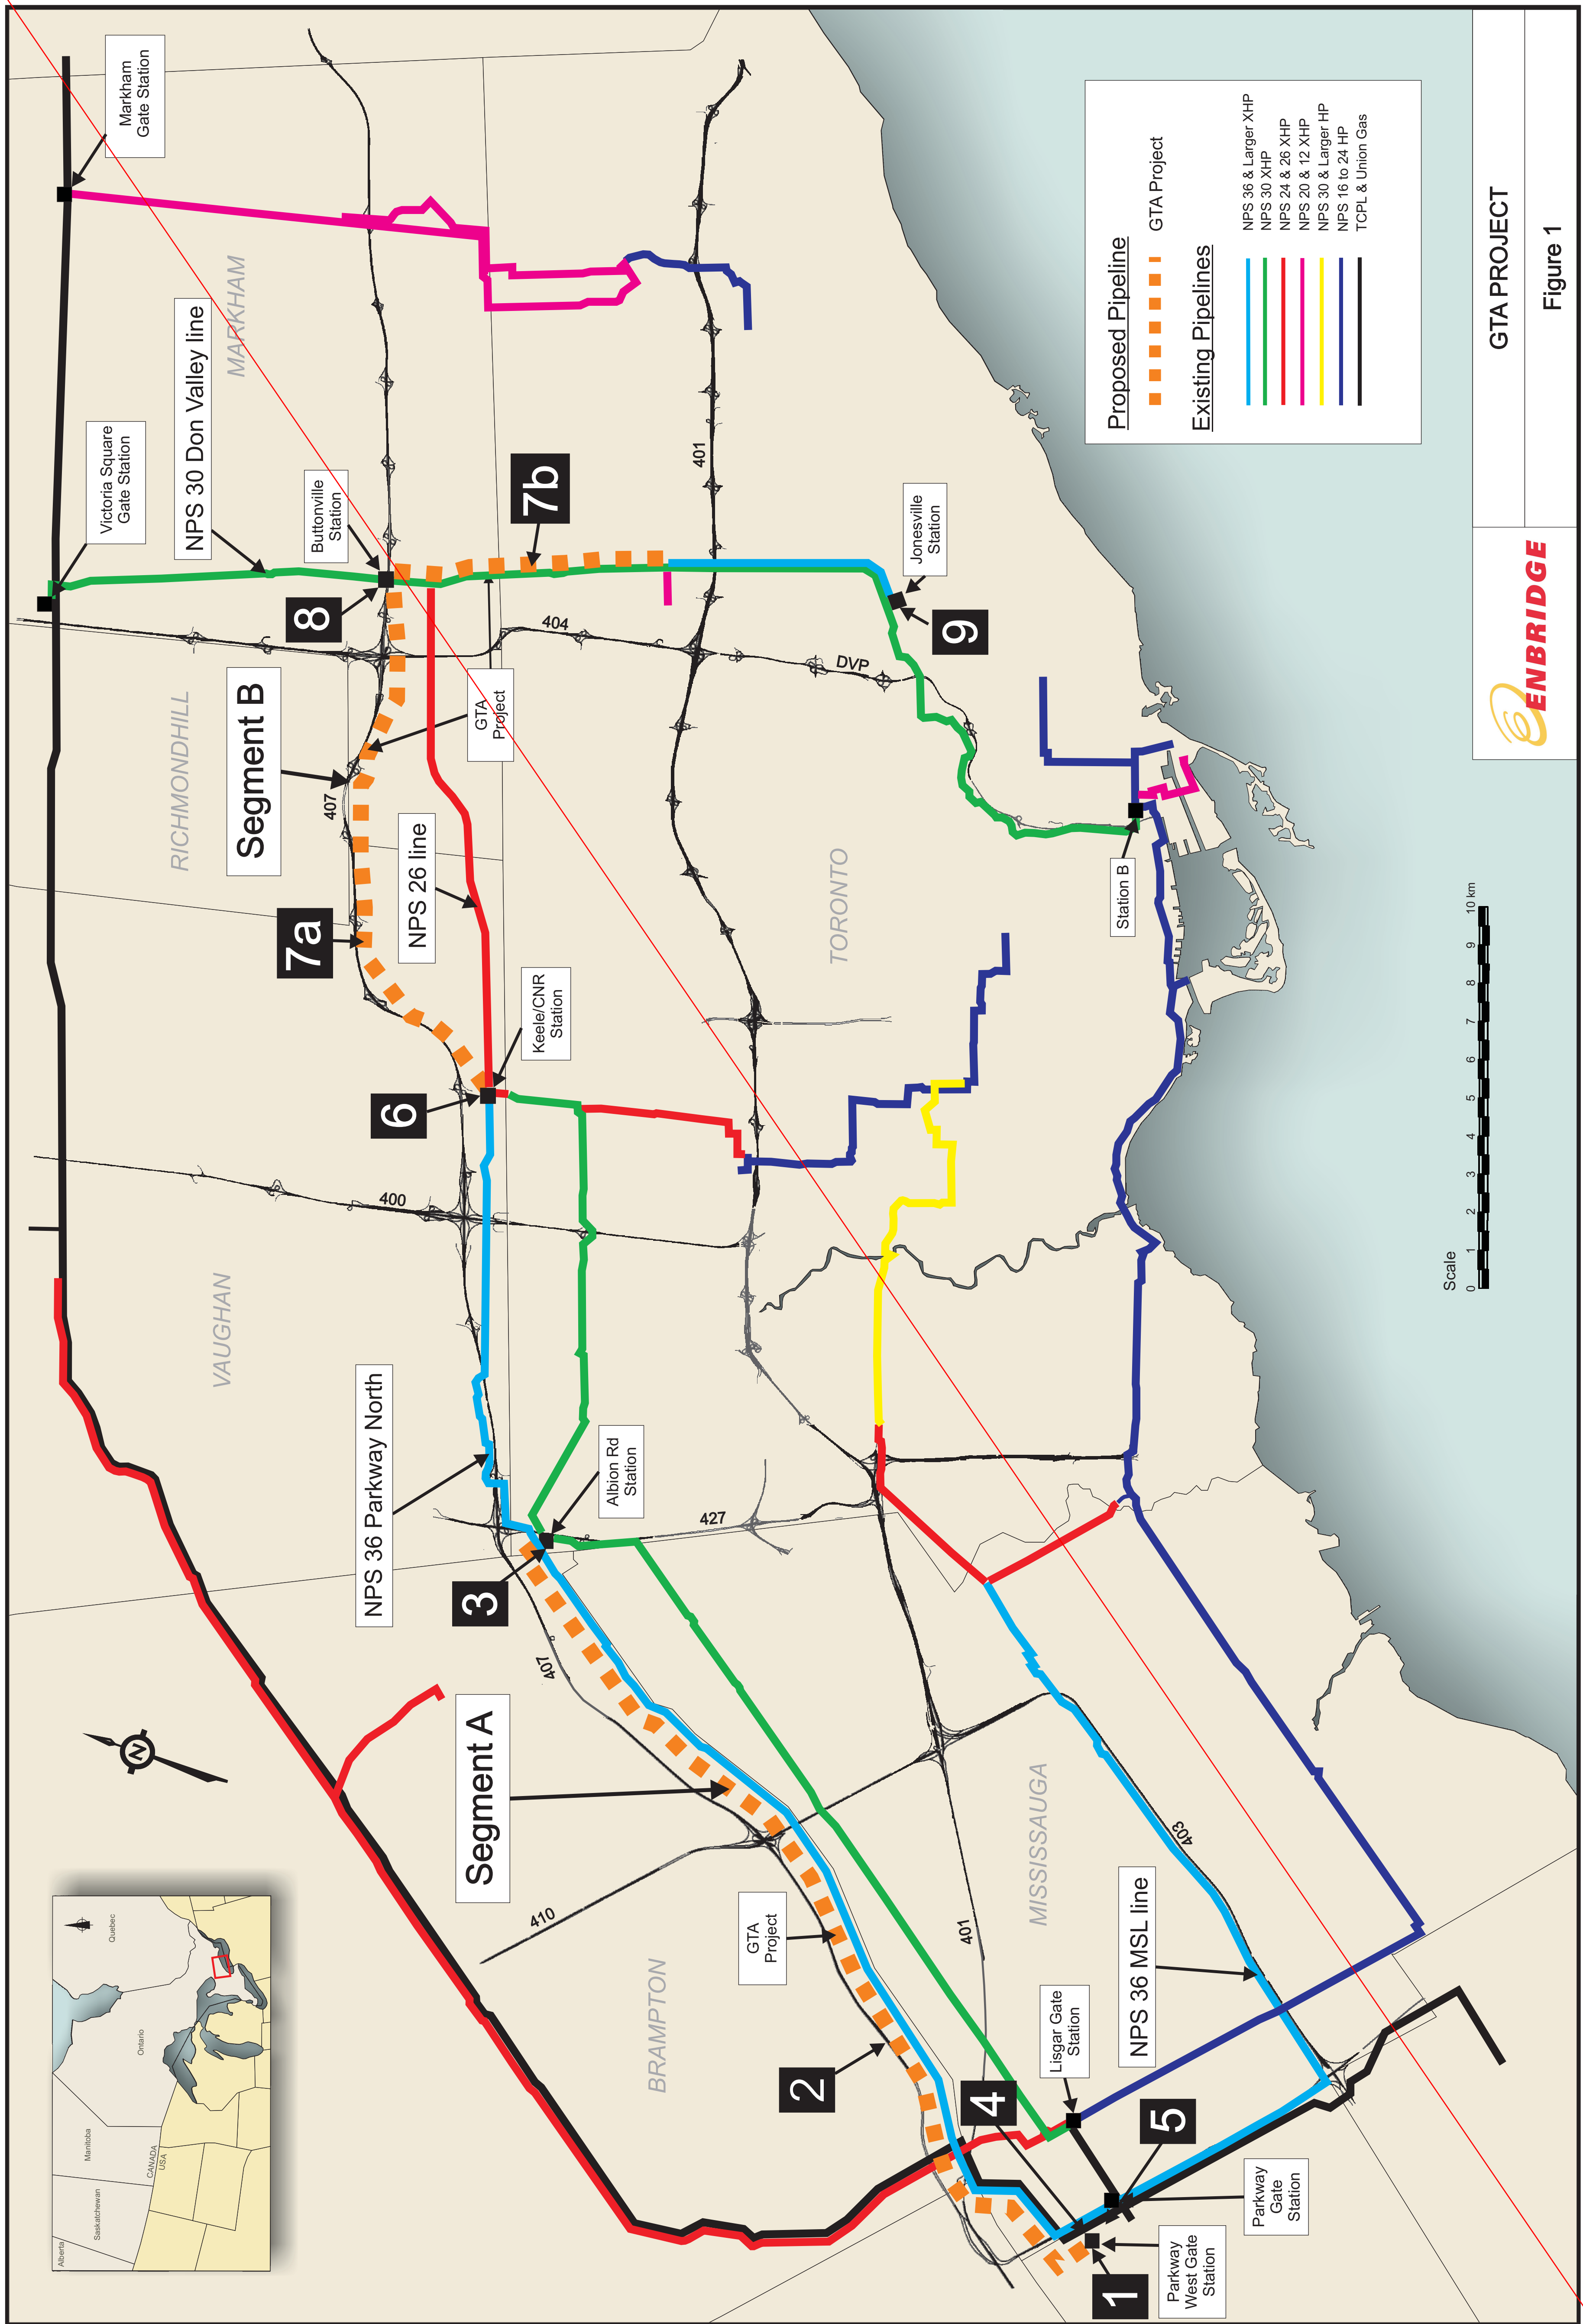 Markham
Gate Station
Victoria Square
Gate Station
NPS 30 Don Valley line
MARKHAM
Buttonville
Station
8
7b
404
401
DVP
Jonesville
Station
9
RICHMONDHILL
Segment B
407
GTA
Project
NPS 26 line
7a
TORONTO
Station B
Keele/CNR
Station
6
400
VAUGHAN
NPS 36 Parkway North
Albion Rd
Station
3
427
407
Segment A
410
GTA
Project
BRAMPTON
2
401
MISSISSAUGA
403
NPS 36 MSL line
Lisgar Gate
Station
4
5
Parkway
Gate
Station
Parkway
West Gate
Station
1
N
Alberta
Saskatchewan
Manitoba
Ontario
Quebec
CANADA
USA
Proposed Pipeline
GTA Project
Existing Pipelines
NPS 36 & Larger XHP
NPS 30 XHP
NPS 24 & 26 XHP
NPS 20 & 12 XHP
NPS 30 & Larger HP
NPS 16 to 24 HP
TCPL & Union Gas
Scale
0 1 2 3 4 5 6 7 8 9 10 km
ENBRIDGE
GTA PROJECT
Figure 1